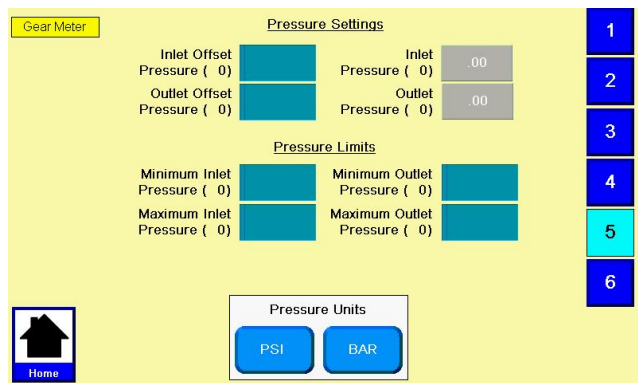 Gear Meter
Pressure Settings
1
Inlet Offset
Pressure ( 0)
Inlet
Pressure ( 0)
.00
2
Outlet Offset
Pressure ( 0)
Outlet
Pressure ( 0)
.00
3
Pressure Limits
Minimum Inlet
Pressure ( 0)
Minimum Outlet
Pressure ( 0)
4
Maximum Inlet
Pressure ( 0)
Maximum Outlet
Pressure ( 0)
5
6
Pressure Units
PSI
BAR
Home